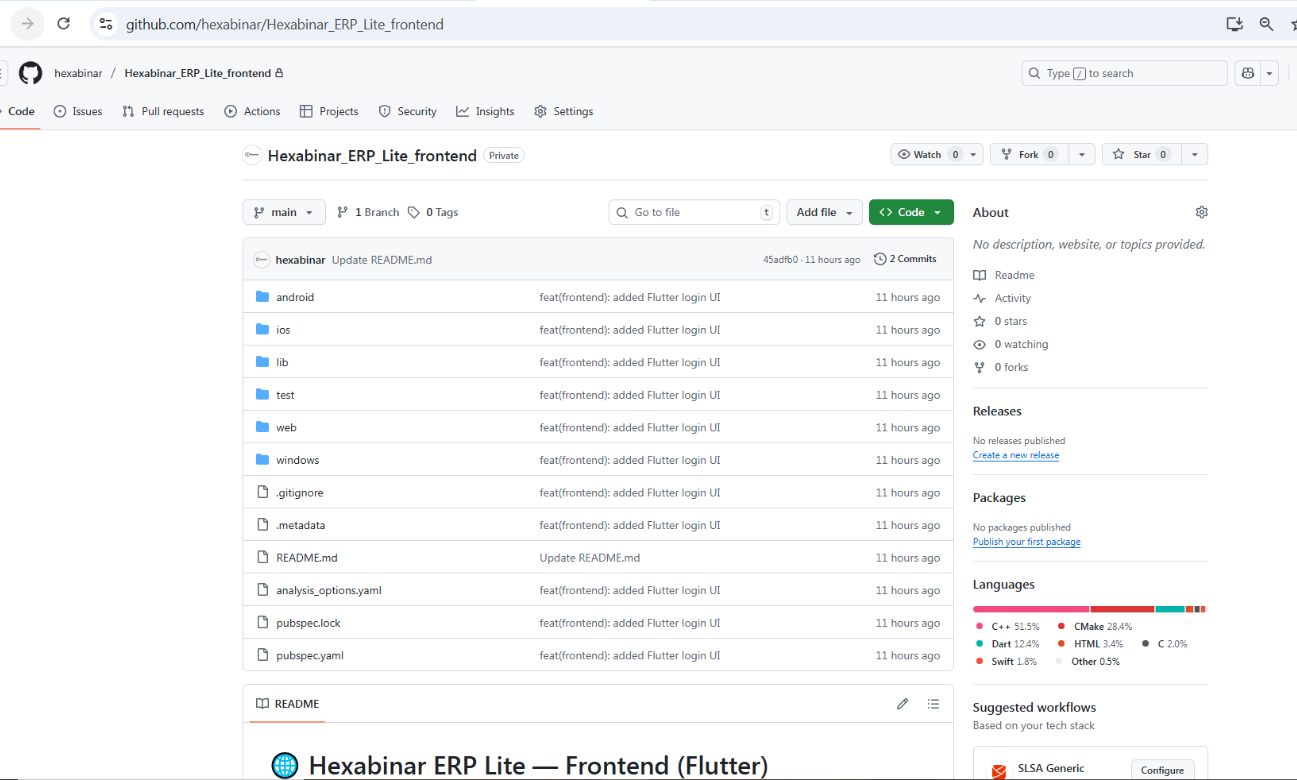 github.com/hexabinar/Hexabinar_ERP_Lite_frontend
hexabinar / Hexabinar_ERP_Lite_frontend
Type / to search
Code Issues Pull requests Actions Projects Security Insights Settings
Hexabinar_ERP_Lite_frontend Private
Watch 0 Fork 0 Star 0
main 1 Branch 0 Tags Go to file t Add file Code
hexabinar Update README.md 45adfb0 · 11 hours ago 2 Commits
android feat(frontend): added Flutter login UI 11 hours ago
ios feat(frontend): added Flutter login UI 11 hours ago
lib feat(frontend): added Flutter login UI 11 hours ago
test feat(frontend): added Flutter login UI 11 hours ago
web feat(frontend): added Flutter login UI 11 hours ago
windows feat(frontend): added Flutter login UI 11 hours ago
.gitignore feat(frontend): added Flutter login UI 11 hours ago
.metadata feat(frontend): added Flutter login UI 11 hours ago
README.md Update README.md 11 hours ago
analysis_options.yaml feat(frontend): added Flutter login UI 11 hours ago
pubspec.lock feat(frontend): added Flutter login UI 11 hours ago
pubspec.yaml feat(frontend): added Flutter login UI 11 hours ago
README
Hexabinar ERP Lite — Frontend (Flutter)
About
No description, website, or topics provided.
Readme
Activity
0 stars
0 watching
0 forks
Releases
No releases published
Create a new release
Packages
No packages published
Publish your first package
Languages
C++ 51.5% CMake 28.4%
Dart 12.4% HTML 3.4% C 2.0%
Swift 1.8% Other 0.5%
Suggested workflows
Based on your tech stack
SLSA Generic Configure